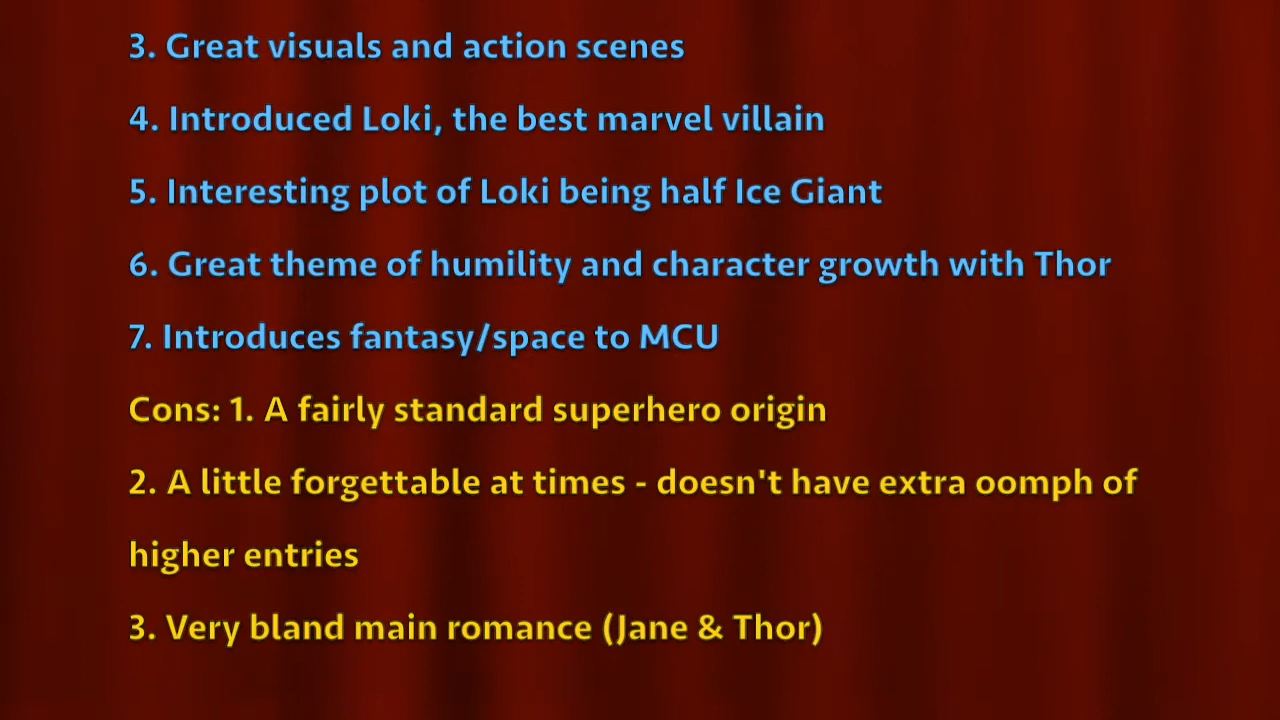 3. Great visuals and action scenes
4. Introduced Loki, the best marvel villain
5. Interesting plot of Loki being half Ice Giant
6. Great theme of humility and character growth with Thor
7. Introduces fantasy/space to MCU
Cons: 1. A fairly standard superhero origin
2. A little forgettable at times - doesn't have extra oomph of
higher entries
3. Very bland main romance (Jane & Thor)